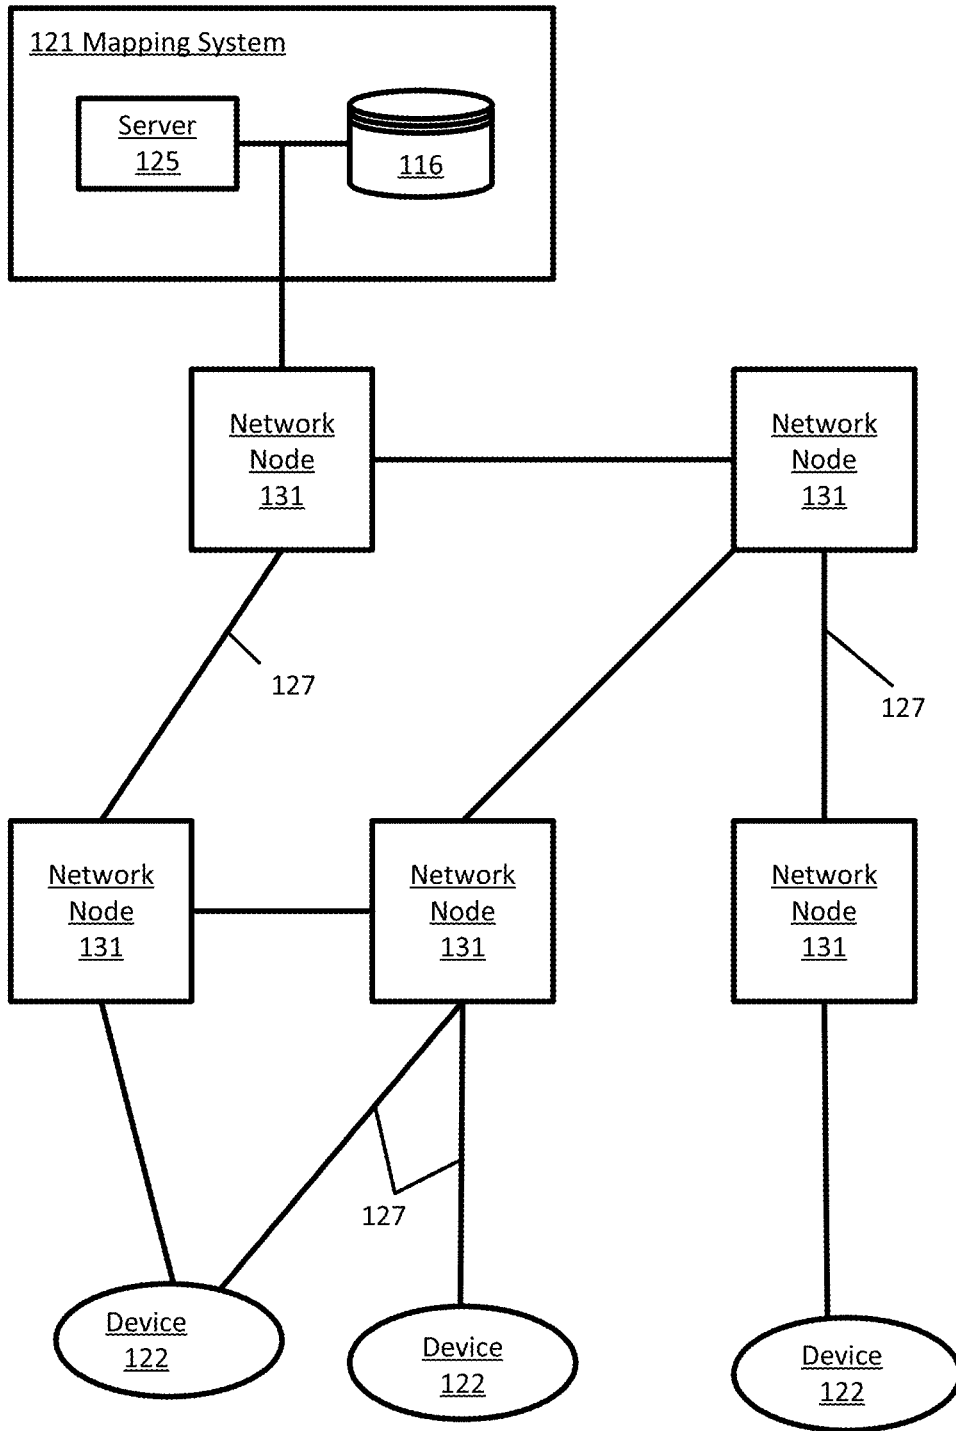 121 Mapping System
Server
125
116
Network
Node
131
Network
Node
131
127
127
Network
Node
131
Network
Node
131
Network
Node
131
127
Device
122
Device
122
Device
122